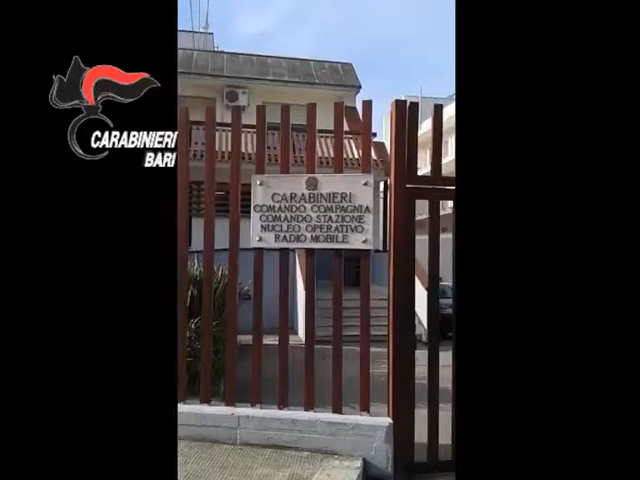 CARABINIERI
BARI
CARABINIERI
COMANDO COMPAGNIA
COMANDO STAZIONE
NUCLEO OPERATIVO
RADIO MOBILE